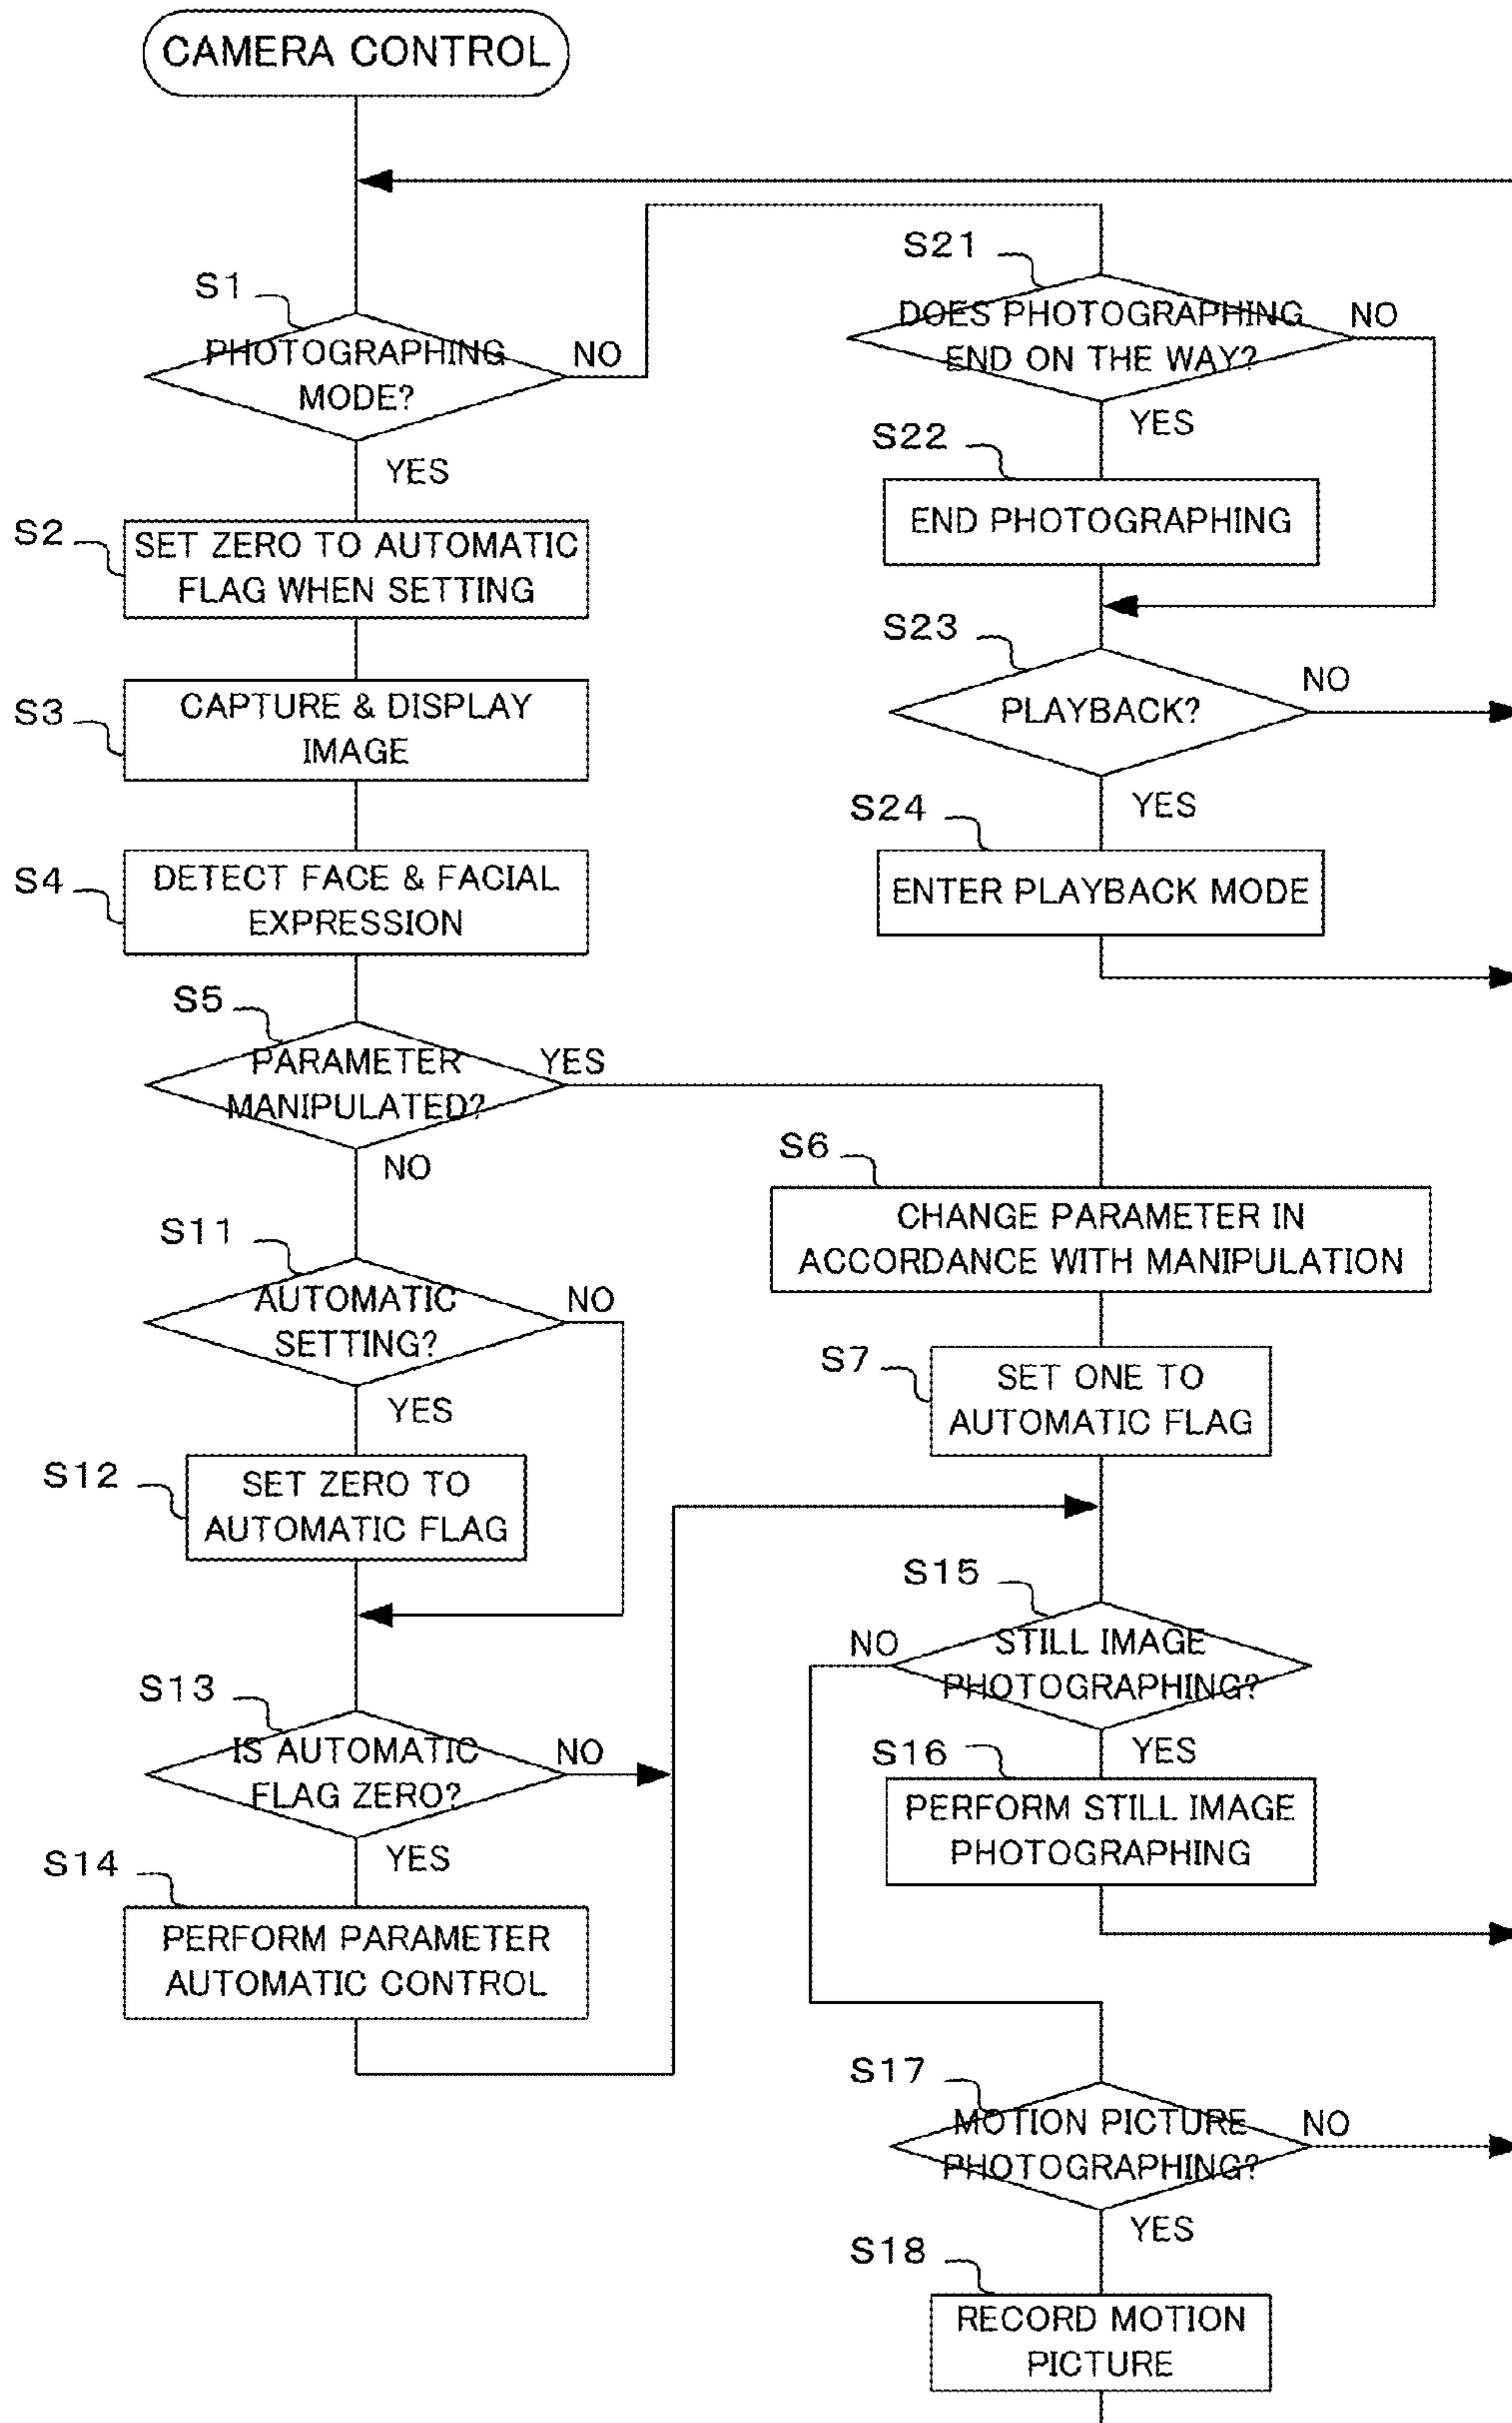 CAMERA CONTROL
S1
PHOTOGRAPHING
MODE?
NO
YES
S2
SET ZERO TO AUTOMATIC
FLAG WHEN SETTING
S3
CAPTURE & DISPLAY
IMAGE
S4
DETECT FACE & FACIAL
EXPRESSION
S5
PARAMETER
MANIPULATED?
YES
NO
S11
AUTOMATIC
SETTING?
NO
YES
S12
SET ZERO TO
AUTOMATIC FLAG
S13
IS AUTOMATIC
FLAG ZERO?
NO
YES
S14
PERFORM PARAMETER
AUTOMATIC CONTROL
S21
DOES PHOTOGRAPHING
END ON THE WAY?
NO
YES
S22
END PHOTOGRAPHING
S23
PLAYBACK?
NO
YES
S24
ENTER PLAYBACK MODE
S6
CHANGE PARAMETER IN
ACCORDANCE WITH MANIPULATION
S7
SET ONE TO
AUTOMATIC FLAG
S15
STILL IMAGE
PHOTOGRAPHING?
NO
YES
S16
PERFORM STILL IMAGE
PHOTOGRAPHING
S17
MOTION PICTURE
PHOTOGRAPHING?
NO
YES
S18
RECORD MOTION
PICTURE